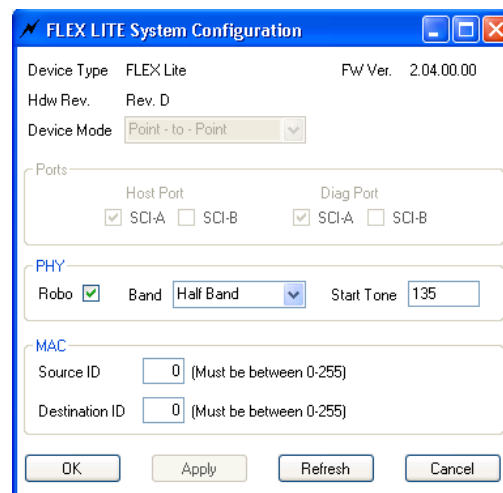 FLEX LITE System Configuration
Device Type FLEX Lite FW Ver. 2.04.00.00
Hdw Rev. Rev. D
Device Mode Point - to - Point
Ports
Host Port Diag Port
SCI-A SCI-B SCI-A SCI-B
PHY
Robo Band Half Band Start Tone 135
MAC
Source ID 0 (Must be between 0-255)
Destination ID 0 (Must be between 0-255)
OK Apply Refresh Cancel